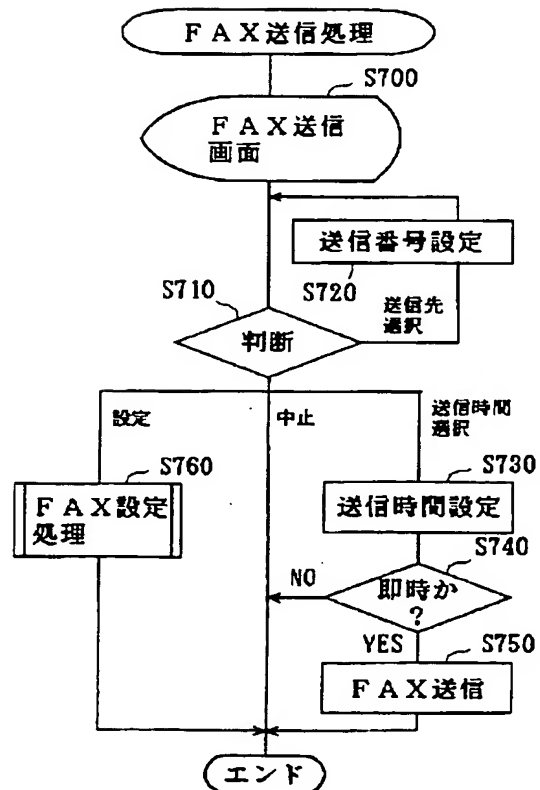 ＦＡＸ送信処理
S700
ＦＡＸ送信
画面
送信番号設定
S720
S710
送信先
選択
判断
設定
中止
送信時間
選択
S760
ＦＡＸ設定
処理
S730
送信時間設定
S740
即時か
?
NO
YES
S750
ＦＡＸ送信
エンド